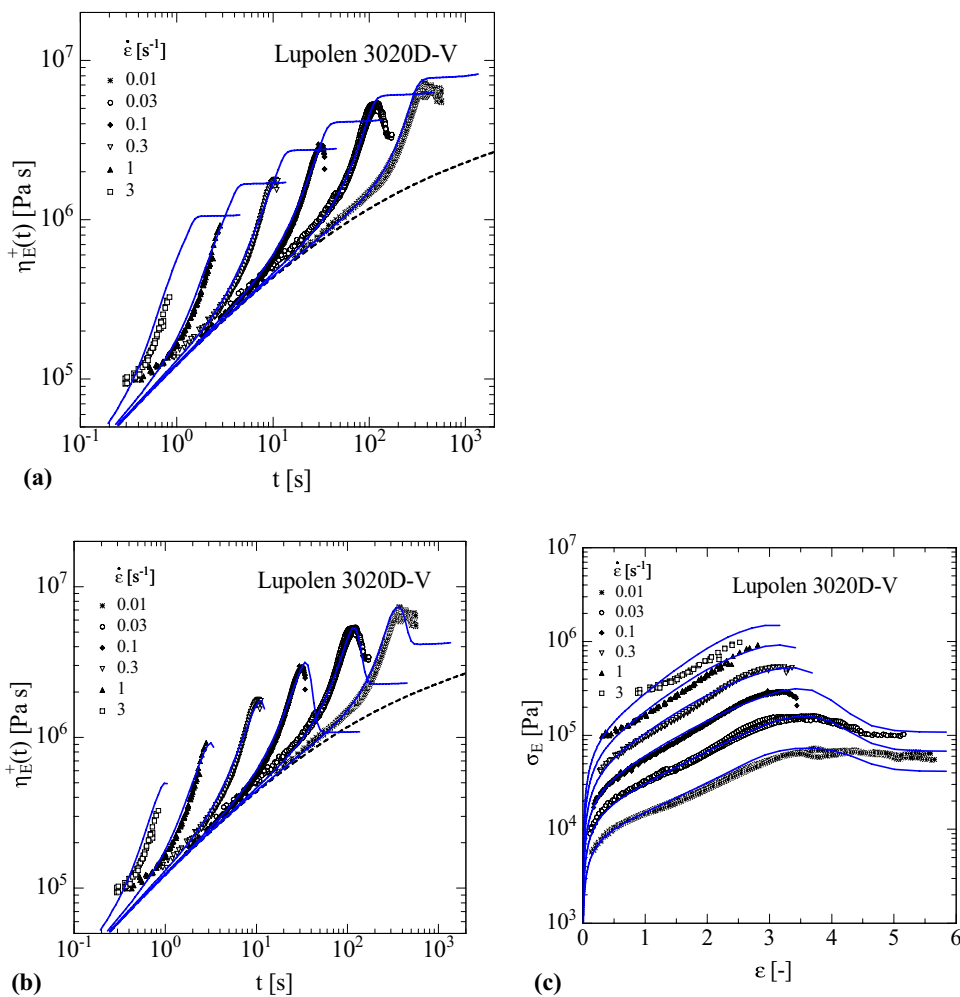 10⁷
10⁶
10⁵
η⁺E(t) [Pa s]
ε̇ [s⁻¹]
0.01
0.03
0.1
0.3
1
3
Lupolen 3020D-V
10⁻¹ 10⁰ 10¹ 10² 10³
t [s]
(a)
10⁷
10⁶
10⁵
η⁺E(t) [Pa s]
ε̇ [s⁻¹]
0.01
0.03
0.1
0.3
1
3
Lupolen 3020D-V
10⁻¹ 10⁰ 10¹ 10² 10³
t [s]
(b)
10⁷
10⁶
10⁵
10⁴
10³
σE [Pa]
ε̇ [s⁻¹]
0.01
0.03
0.1
0.3
1
3
Lupolen 3020D-V
0 1 2 3 4 5 6
ε [-]
(c)